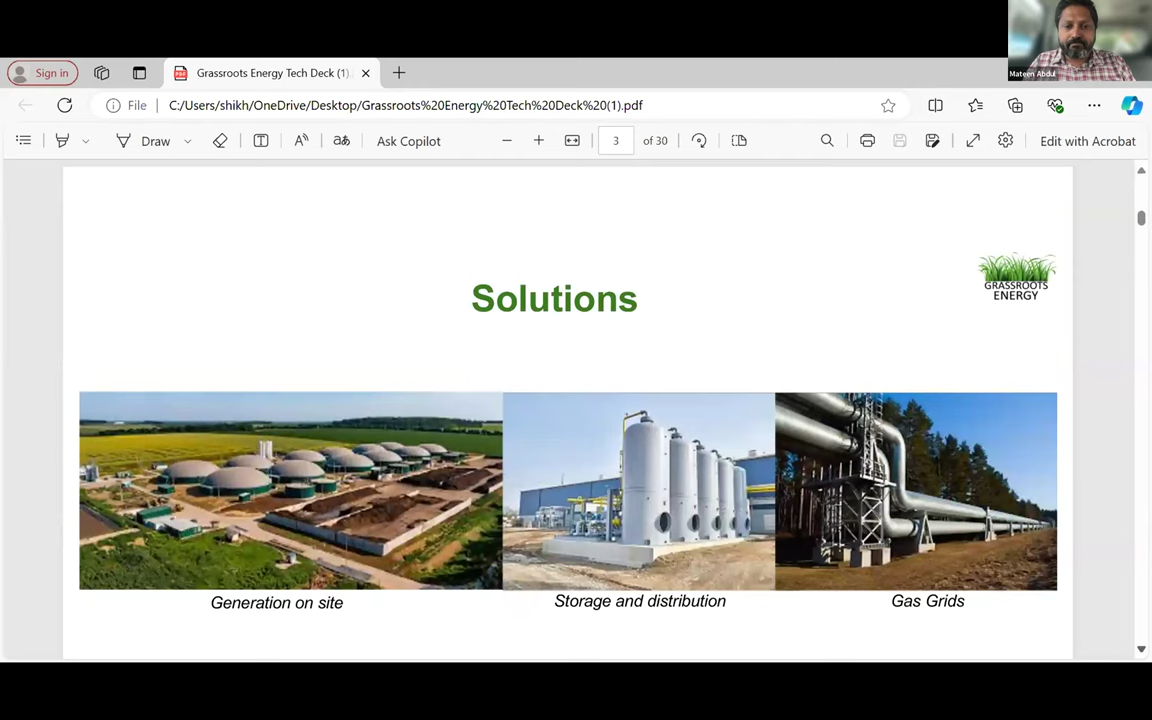 Mateen Abdul
Sign in
Grassroots Energy Tech Deck (1).
File
C:/Users/shikh/OneDrive/Desktop/Grassroots%20Energy%20Tech%20Deck%20(1).pdf
Draw
Ask Copilot
3 of 30
Edit with Acrobat
Solutions
GRASSROOTS
ENERGY
Generation on site
Storage and distribution
Gas Grids